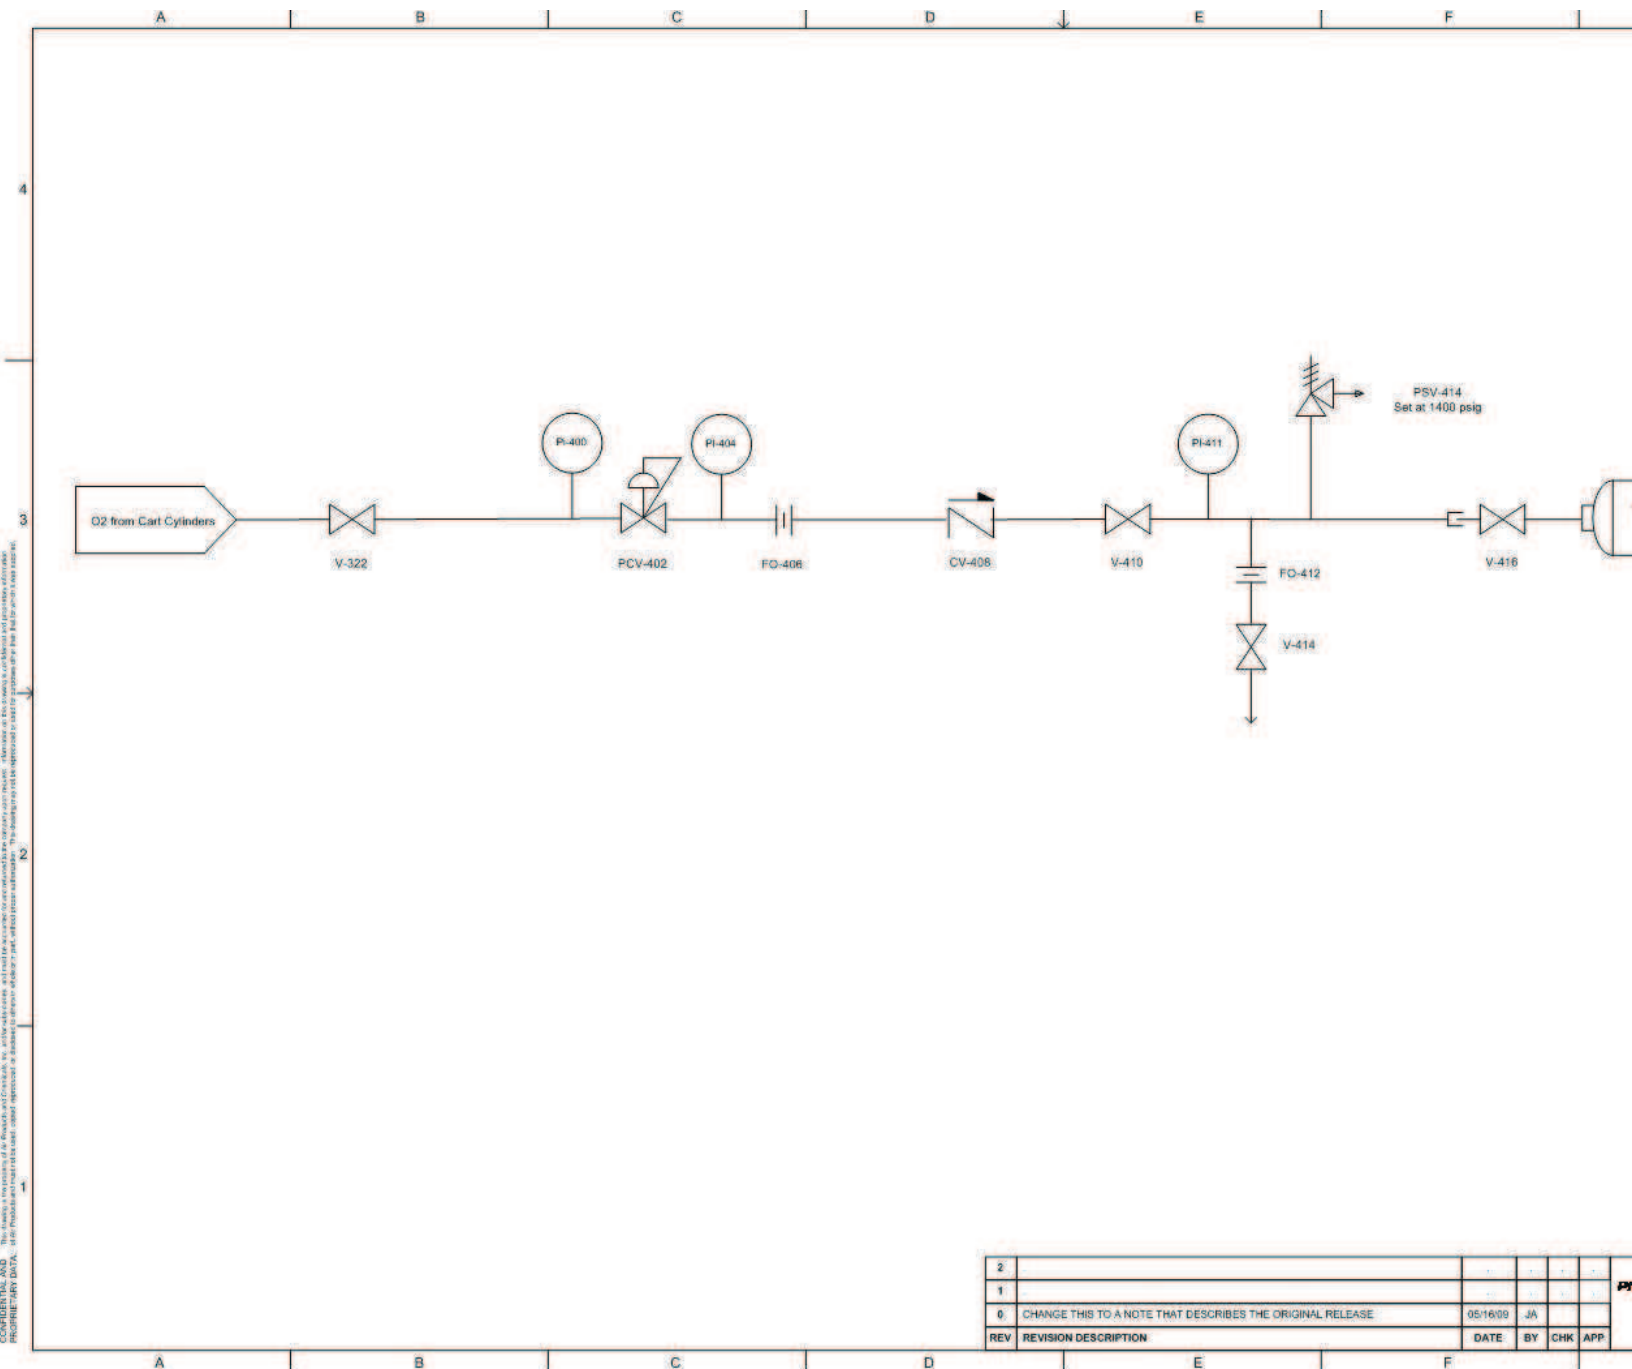 A B C D E F
4
PSV-414
Set at 1400 psig
PI-400 PI-404 PI-411
3
O2 from Cart Cylinders
V-322 PCV-402 FO-406 CV-408 V-410 V-416
FO-412
V-414
2
1
CONFIDENTIAL AND
PROPRIETARY DATA:
2
1
0 CHANGE THIS TO A NOTE THAT DESCRIBES THE ORIGINAL RELEASE 05/16/09 JA
REV REVISION DESCRIPTION DATE BY CHK APP
A B C D E F